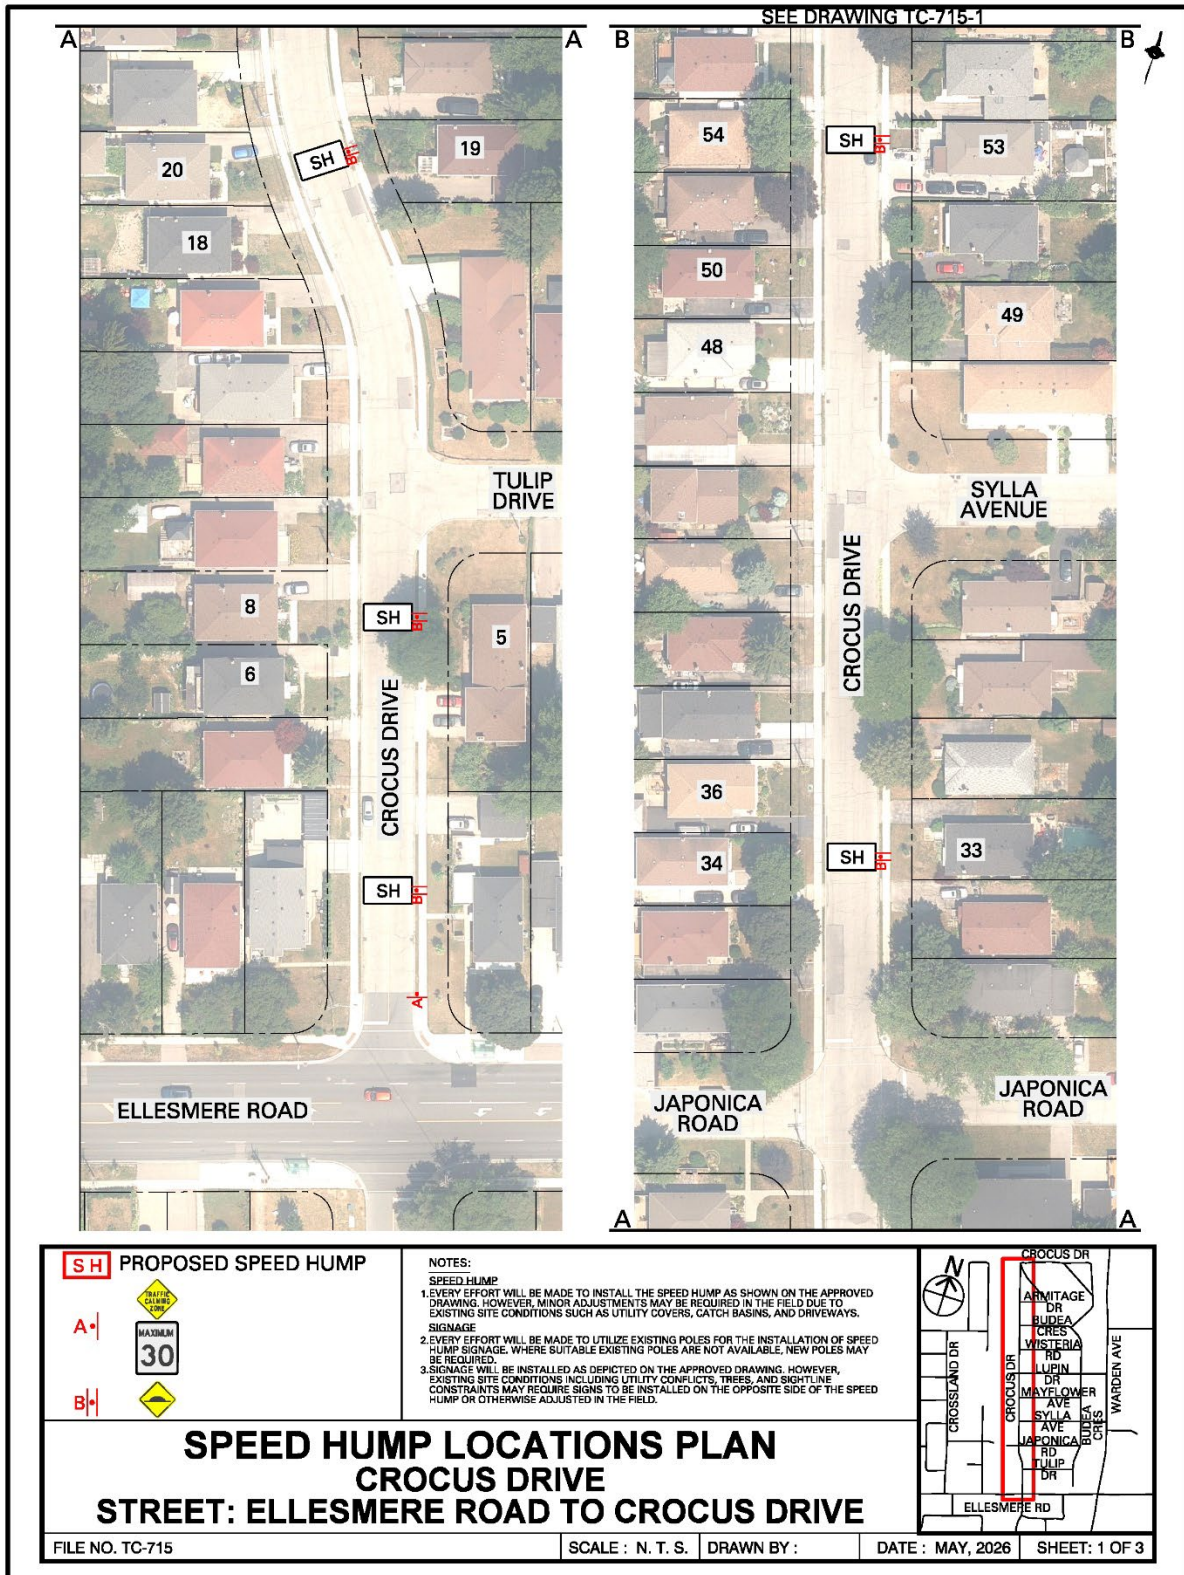 SEE DRAWING TC-715-1
A
A
20
SH
B
19
18
TULIP
DRIVE
8
SH
B
5
6
CROCUS DRIVE
SH
B
A
ELLESMERE ROAD
B
B
54
SH
B
53
50
49
48
SYLLA
AVENUE
CROCUS DRIVE
36
34
SH
B
33
JAPONICA
ROAD
JAPONICA
ROAD
A
A
SH PROPOSED SPEED HUMP
A
TRAFFIC
CALMING
ZONE
MAXIMUM
30
B
NOTES:
SPEED HUMP
1.EVERY EFFORT WILL BE MADE TO INSTALL THE SPEED HUMP AS SHOWN ON THE APPROVED
DRAWING. HOWEVER, MINOR ADJUSTMENTS MAY BE REQUIRED IN THE FIELD DUE TO
EXISTING SITE CONDITIONS SUCH AS UTILITY COVERS, CATCH BASINS, AND DRIVEWAYS.
SIGNAGE
2.EVERY EFFORT WILL BE MADE TO UTILIZE EXISTING POLES FOR THE INSTALLATION OF SPEED
HUMP SIGNAGE. WHERE SUITABLE EXISTING POLES ARE NOT AVAILABLE, NEW POLES MAY
BE REQUIRED.
3.SIGNAGE WILL BE INSTALLED AS DEPICTED ON THE APPROVED DRAWING. HOWEVER,
EXISTING SITE CONDITIONS INCLUDING UTILITY CONFLICTS, TREES, AND SIGHTLINE
CONSTRAINTS MAY REQUIRE SIGNS TO BE INSTALLED ON THE OPPOSITE SIDE OF THE SPEED
HUMP OR OTHERWISE ADJUSTED IN THE FIELD.
N
CROCUS DR
ARMITAGE
DR
BUDEA
CRES
WISTERIA
RD
LUPIN
DR
MAYFLOWER
AVE
SYLLA
AVE
JAPONICA
RD
TULIP
DR
CROSSLAND DR
CROCUS DR
BUDEA
CRES
WARDEN AVE
ELLESMERE RD
SPEED HUMP LOCATIONS PLAN
CROCUS DRIVE
STREET: ELLESMERE ROAD TO CROCUS DRIVE
FILE NO. TC-715
SCALE : N. T. S.
DRAWN BY :
DATE : MAY, 2026
SHEET: 1 OF 3